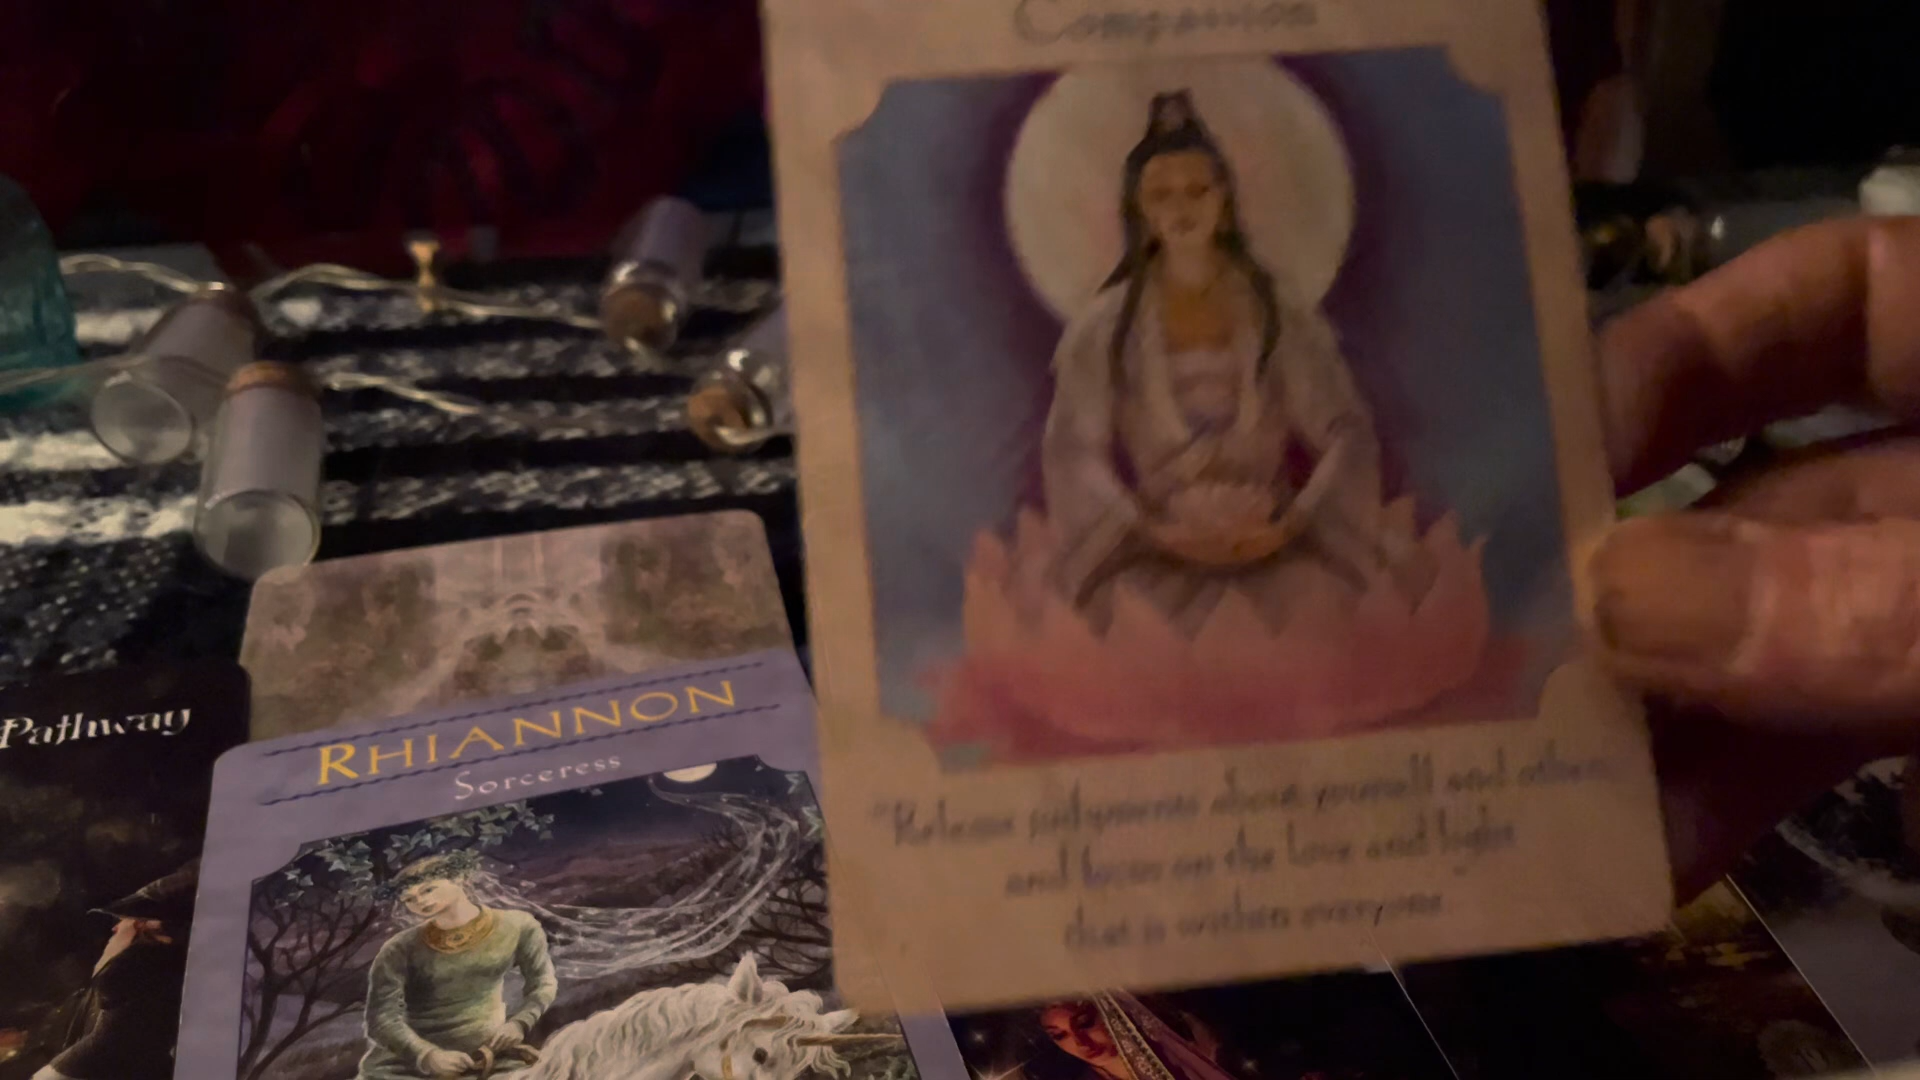 Compassion
"Release judgments about yourself and others
and focus on the love and light
that is within everyone."
Pathway
RHIANNON
Sorceress